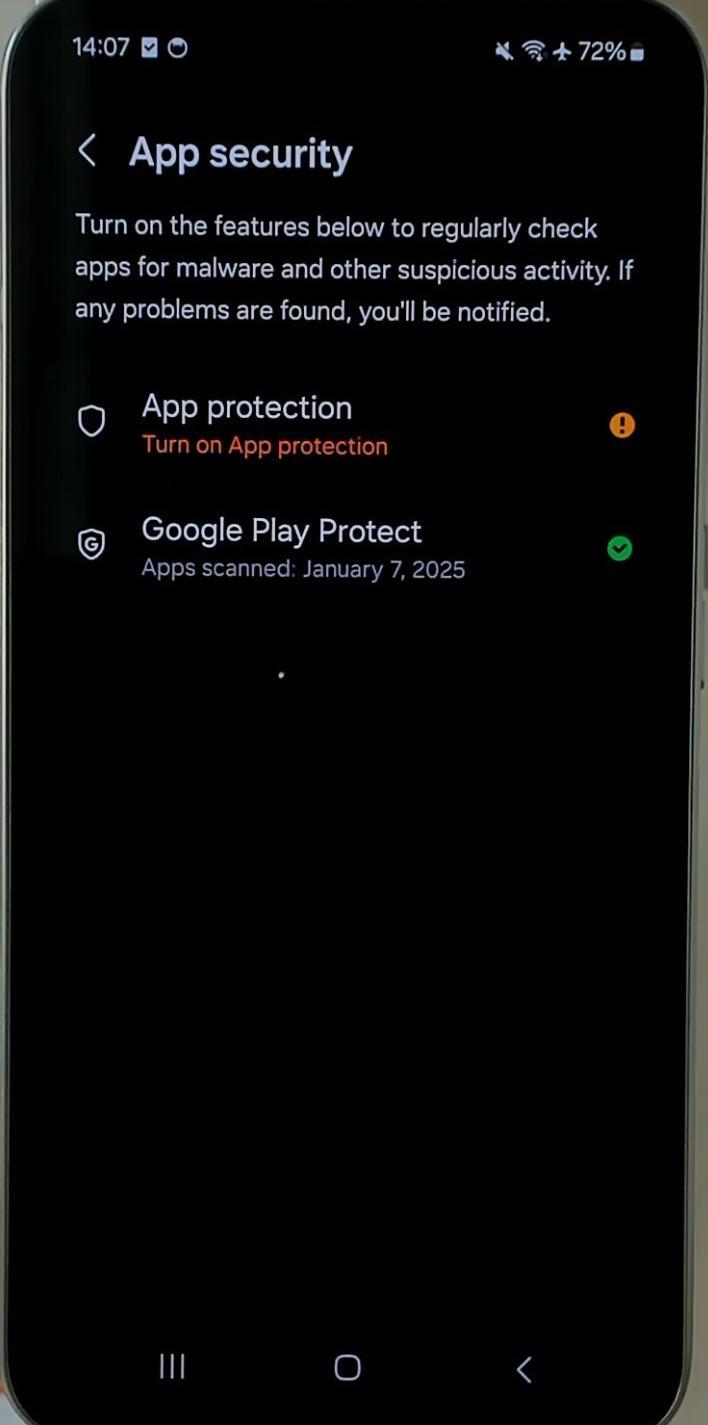 14:07
72%
App security
Turn on the features below to regularly check
apps for malware and other suspicious activity. If
any problems are found, you'll be notified.
App protection
Turn on App protection
Google Play Protect
Apps scanned: January 7, 2025